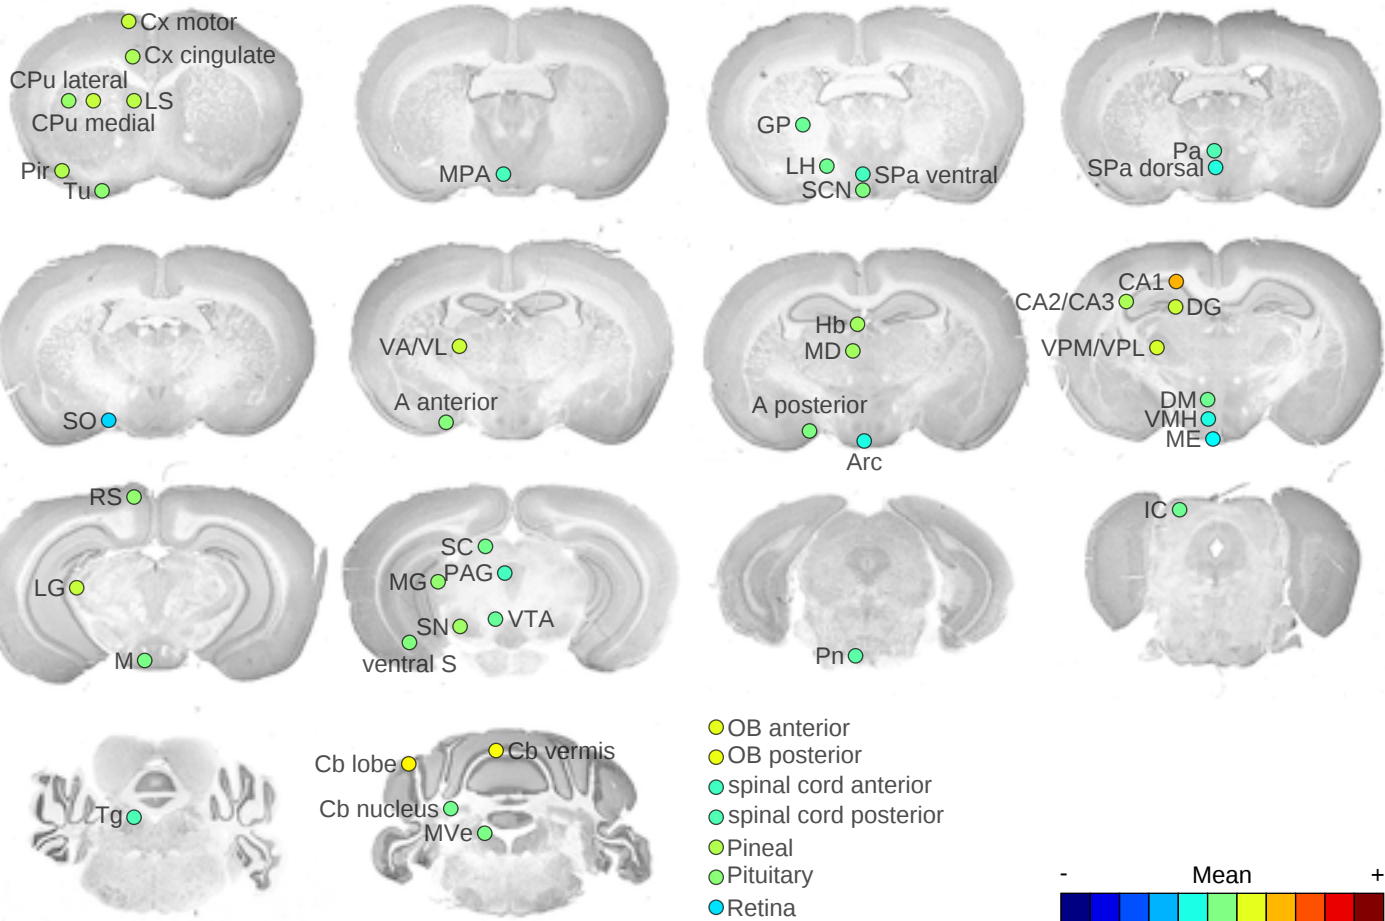 Cx motor
Cx cingulate
CPu lateral
LS
CPu medial
Pir
Tu
MPA
GP
LH
SPa ventral
SCN
Pa
SPa dorsal
SO
VA/VL
A anterior
Hb
MD
A posterior
Arc
CA1
CA2/CA3
DG
VPM/VPL
DM
VMH
ME
RS
LG
M
SC
PAG
MG
VTA
SN
ventral S
Pn
IC
Tg
Cb lobe
Cb vermis
Cb nucleus
MVe
OB anterior
OB posterior
spinal cord anterior
spinal cord posterior
Pineal
Pituitary
Retina
- Mean +